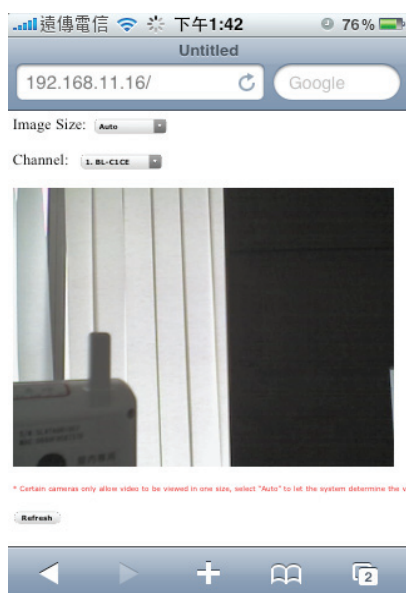 遠傳電信 下午1:42 76%
Untitled
192.168.11.16/ Google
Image Size: Auto
Channel: 1. BL-C1CE
* Certain cameras only allow video to be viewed in one size, select "Auto" to let the system determine the v
Refresh
2